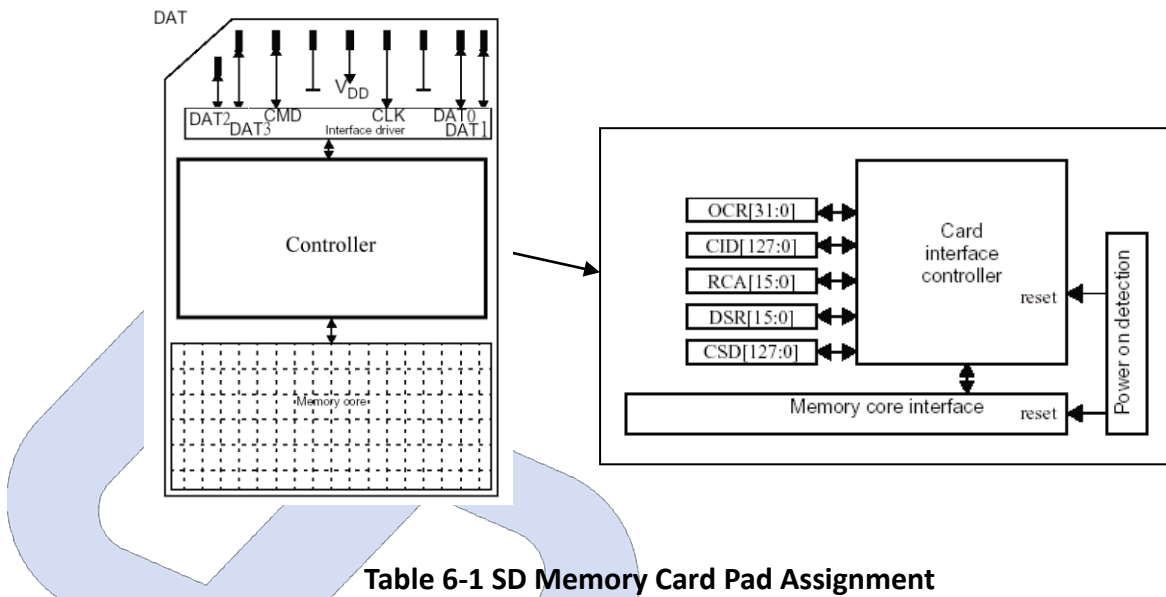 DAT
V DD
DAT2 CMD CLK DAT0
DAT3 Interface driver DAT1
Controller
Memory core
OCR[31:0]
CID[127:0]
RCA[15:0]
DSR[15:0]
CSD[127:0]
Card
interface
controller
reset
Memory core interface
reset
Power on detection
Table 6-1 SD Memory Card Pad Assignment